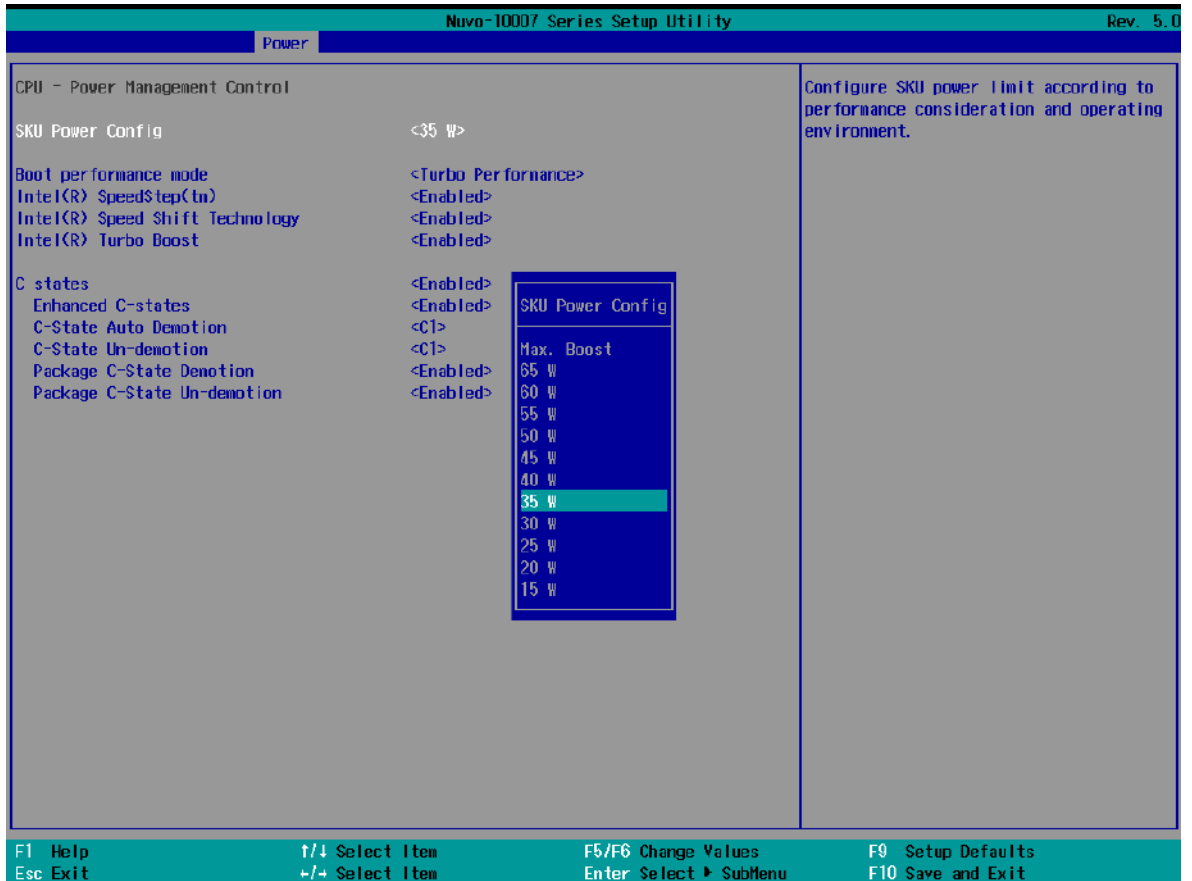 Nuvo-10007 Series Setup Utility Rev. 5.0
Power
CPU - Power Management Control
SKU Power Config <35 W>
Boot performance mode <Turbo Performance>
Intel(R) SpeedStep(tm) <Enabled>
Intel(R) Speed Shift Technology <Enabled>
Intel(R) Turbo Boost <Enabled>
C states <Enabled>
Enhanced C-states <Enabled>
C-State Auto Demotion <C1>
C-State Un-demotion <C1>
Package C-State Demotion <Enabled>
Package C-State Un-demotion <Enabled>
SKU Power Config
Max. Boost
65 W
60 W
55 W
50 W
45 W
40 W
35 W
30 W
25 W
20 W
15 W
Configure SKU power limit according to
performance consideration and operating
environment.
F1 Help ↑/↓ Select Item F5/F6 Change Values F9 Setup Defaults
Esc Exit ←/→ Select Item Enter Select ▶ SubMenu F10 Save and Exit